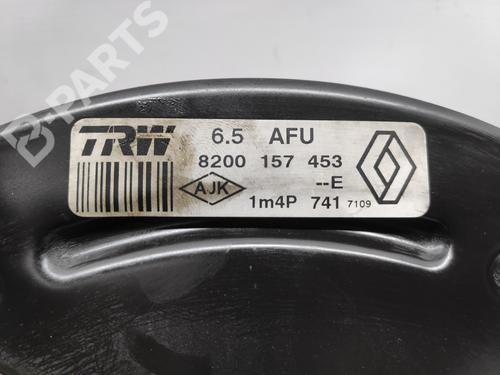 B-PARTS
TRW 6.5 AFU
8200 157 453
AJK --E
1m4P 741 7109